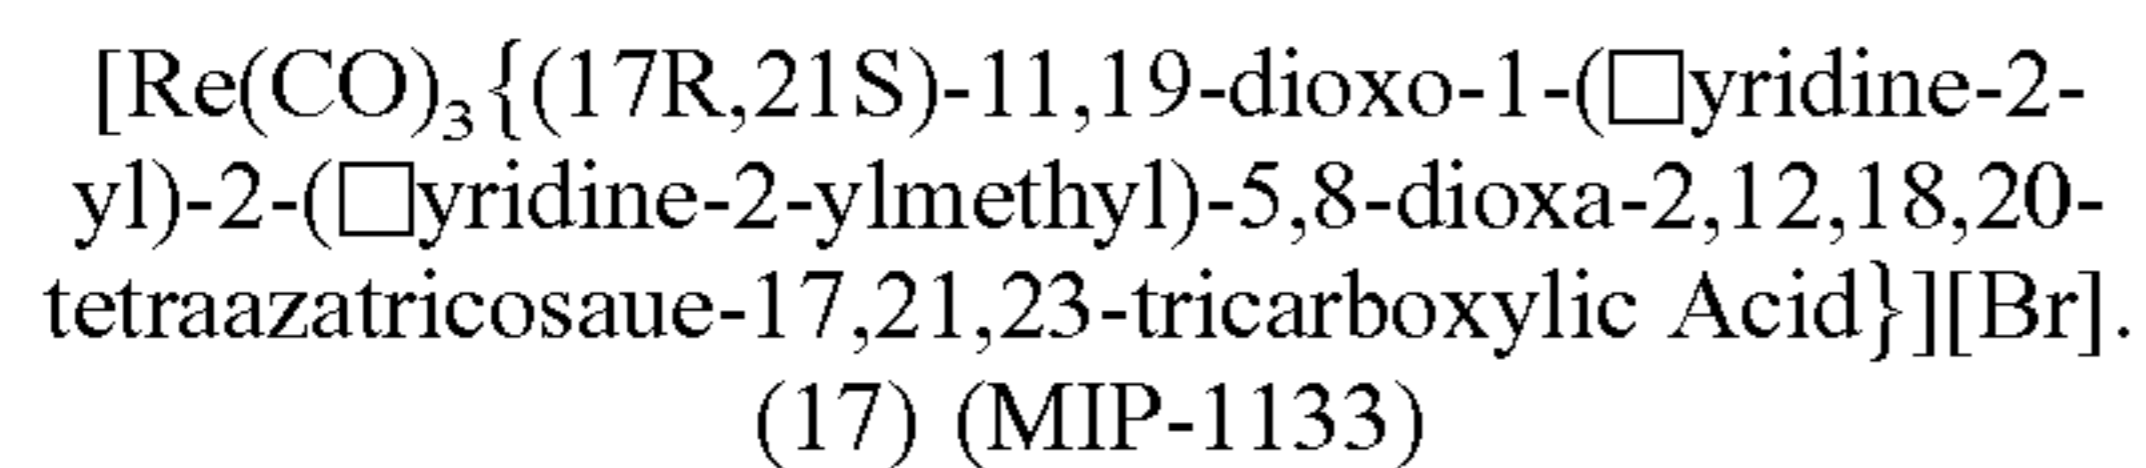 [Re(CO)₃{(17R,21S)-11,19-dioxo-1-(□yridine-2-
yl)-2-(□yridine-2-ylmethyl)-5,8-dioxa-2,12,18,20-
tetraazatricosaue-17,21,23-tricarboxylic Acid}][Br].
(17) (MIP-1133)